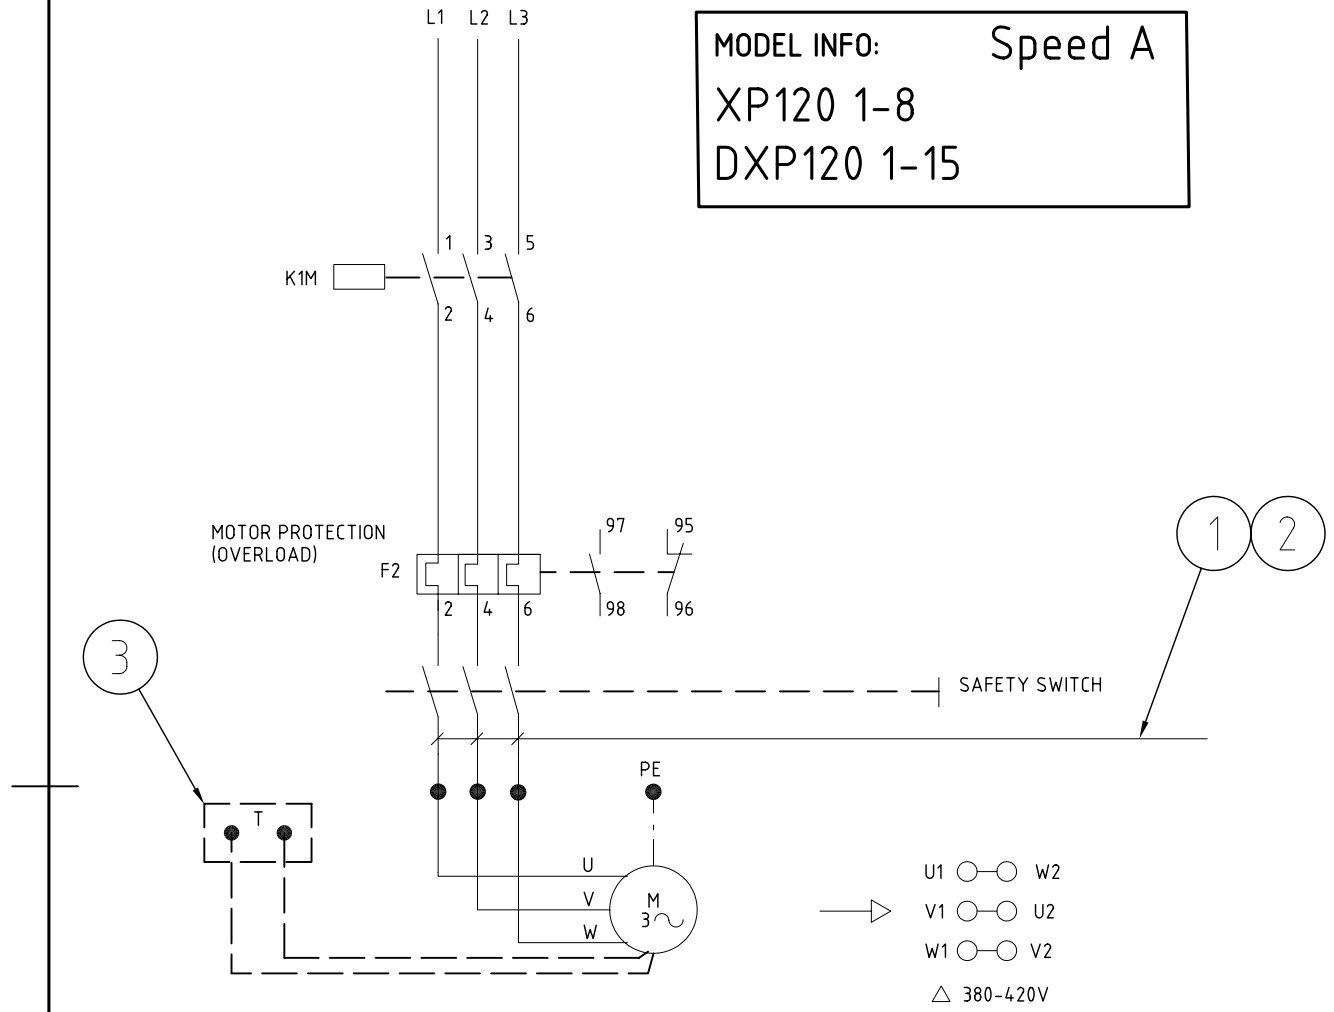 L1 L2 L3
MODEL INFO: Speed A
XP120 1-8
DXP120 1-15
1 3 5
K1M
2 4 6
MOTOR PROTECTION
(OVERLOAD)
F2
97 95
2 4 6 98 96
1 2
3
SAFETY SWITCH
PE
T
U
V
W
M
3~
U1 W2
V1 U2
W1 V2
△ 380-420V